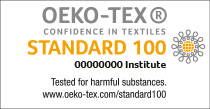 OEKO-TEX®
CONFIDENCE IN TEXTILES
STANDARD 100
00000000 Institute
Tested for harmful substances.
www.oeko-tex.com/standard100